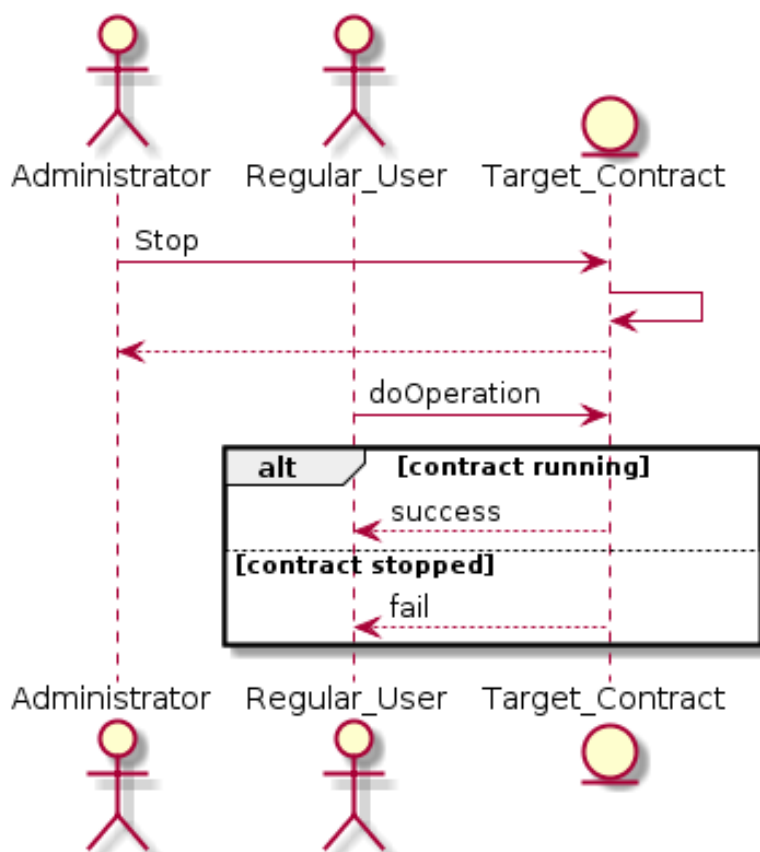 Administrator Regular_User Target_Contract
Stop
doOperation
alt [contract running]
success
[contract stopped]
fail
Administrator Regular_User Target_Contract